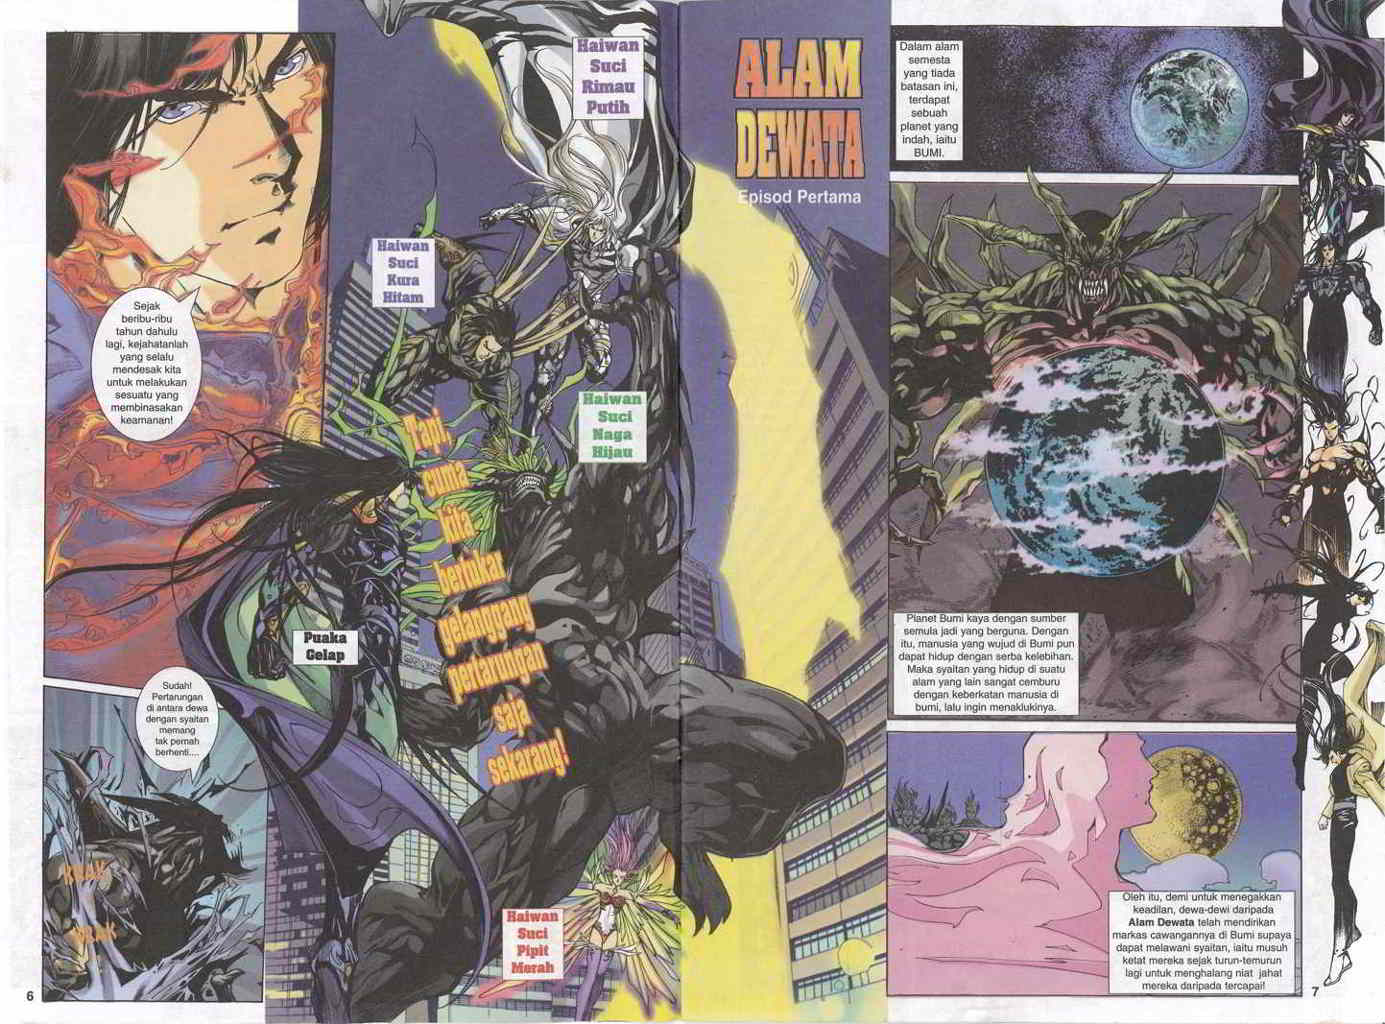 Sejak
beribu-ribu
tahun dahulu
lagi, kejahatanlah
yang selalu
mendesak kita
untuk melakukan
sesuatu yang
membinasakan
keamanan!
Sudah!
Pertarungan
di antara dewa
dengan syaitan
memang
tak pernah
berhenti....
KRAK
KRAK
6
Haiwan
Suci
Rimau
Putih
Haiwan
Suci
Kura
Hitam
Haiwan
Suci
Naga
Hijau
Tapi,
cuma
kita
bertukar
gelanggang
pertarungan
saja
sekarang!
Puaka
Gelap
Haiwan
Suci
Pipit
Merah
ALAM
DEWATA
Episod Pertama
Dalam alam
semesta
yang tiada
batasan ini,
terdapat
sebuah
planet yang
indah, iaitu
BUMI.
Planet Bumi kaya dengan sumber
semula jadi yang berguna. Dengan
itu, manusia yang wujud di Bumi pun
dapat hidup dengan serba kelebihan.
Maka syaitan yang hidup di suatu
alam yang lain sangat cemburu
dengan keberkatan manusia di
bumi, lalu ingin menaklukinya.
Oleh itu, demi untuk menegakkan
keadilan, dewa-dewi daripada
Alam Dewata telah mendirikan
markas cawangannya di Bumi supaya
dapat melawani syaitan, iaitu musuh
ketat mereka sejak turun-temurun
lagi untuk menghalang niat jahat
mereka daripada tercapai!
7